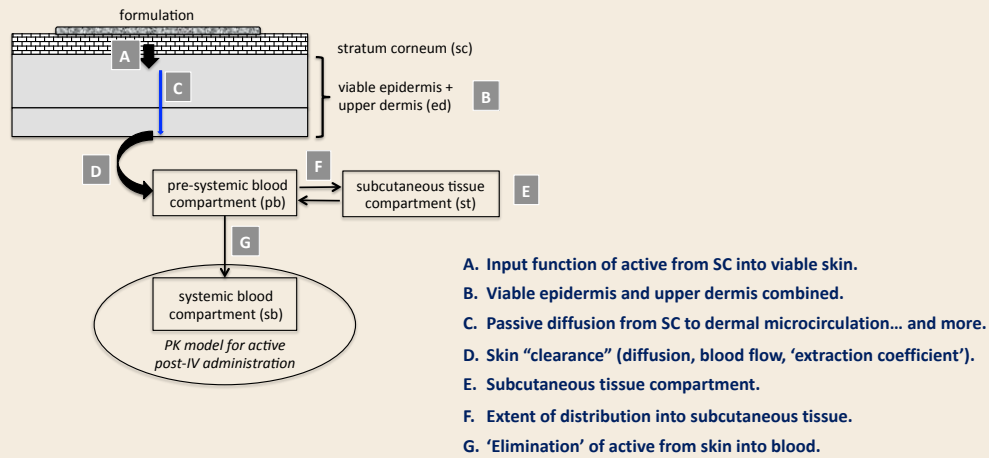 formulation
A
stratum corneum (sc)
C
viable epidermis +
upper dermis (ed)
B
D
F
pre-systemic blood
compartment (pb)
subcutaneous tissue
compartment (st)
E
G
systemic blood
compartment (sb)
PK model for active
post-IV administration
A. Input function of active from SC into viable skin.
B. Viable epidermis and upper dermis combined.
C. Passive diffusion from SC to dermal microcirculation… and more.
D. Skin “clearance” (diffusion, blood flow, ‘extraction coefficient’).
E. Subcutaneous tissue compartment.
F. Extent of distribution into subcutaneous tissue.
G. ‘Elimination’ of active from skin into blood.